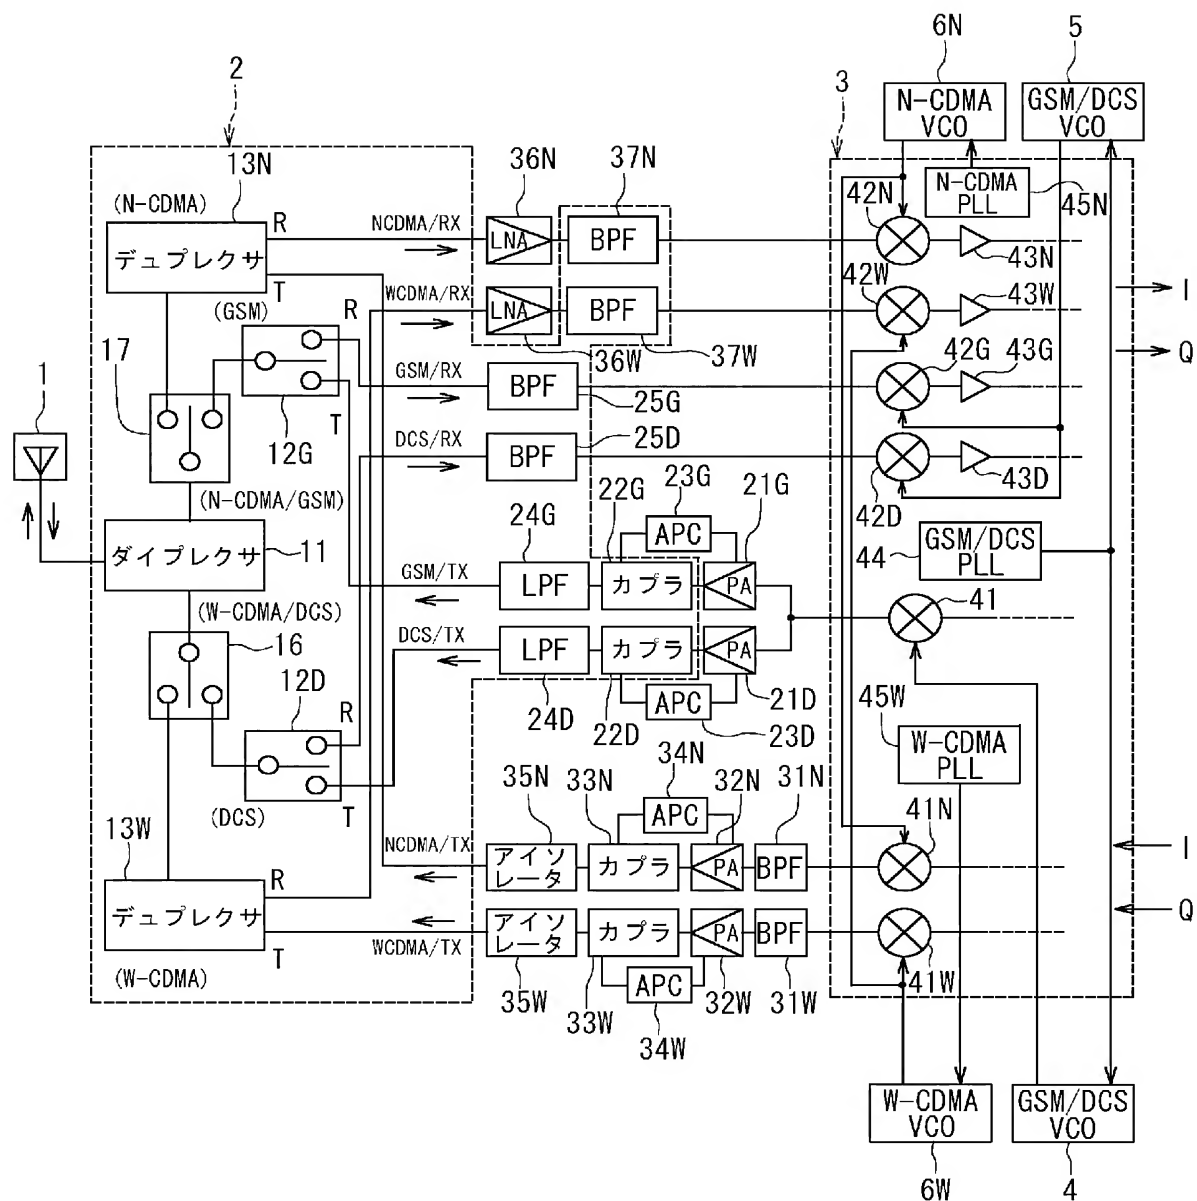 6N
5
2
N-CDMA
VCO
GSM/DCS
VCO
3
13N
36N
37N
42N
N-CDMA
PLL
45N
(N-CDMA)
R
NCDMA/RX
LNA
BPF
デュプレクサ
T
43N
42W
(GSM)
R
WCDMA/RX
LNA
BPF
43W
I
17
36W
37W
42G
43G
Q
1
GSM/RX
BPF
25G
T
12G
DCS/RX
25D
BPF
42D
43D
(N-CDMA/GSM)
23G
21G
22G
24G
APC
ダイプレクサ
11
GSM/DCS
PLL
44
GSM/TX
LPF
カプラ
PA
41
(W-CDMA/DCS)
16
DCS/TX
LPF
カプラ
PA
12D
APC
21D
45W
R
24D
22D
23D
W-CDMA
PLL
34N
33N
32N
31N
35N
(DCS)
T
APC
13W
41N
NCDMA/TX
アイソ
レータ
カプラ
PA
BPF
I
R
デュプレクサ
アイソ
レータ
カプラ
PA
BPF
Q
T
WCDMA/TX
(W-CDMA)
APC
41W
35W
33W
32W
31W
34W
W-CDMA
VCO
GSM/DCS
VCO
6W
4